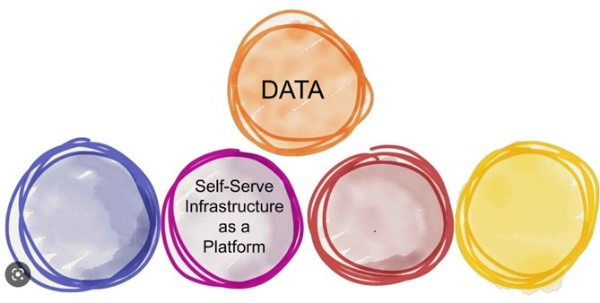 DATA
Self-Serve
Infrastructure
as a
Platform